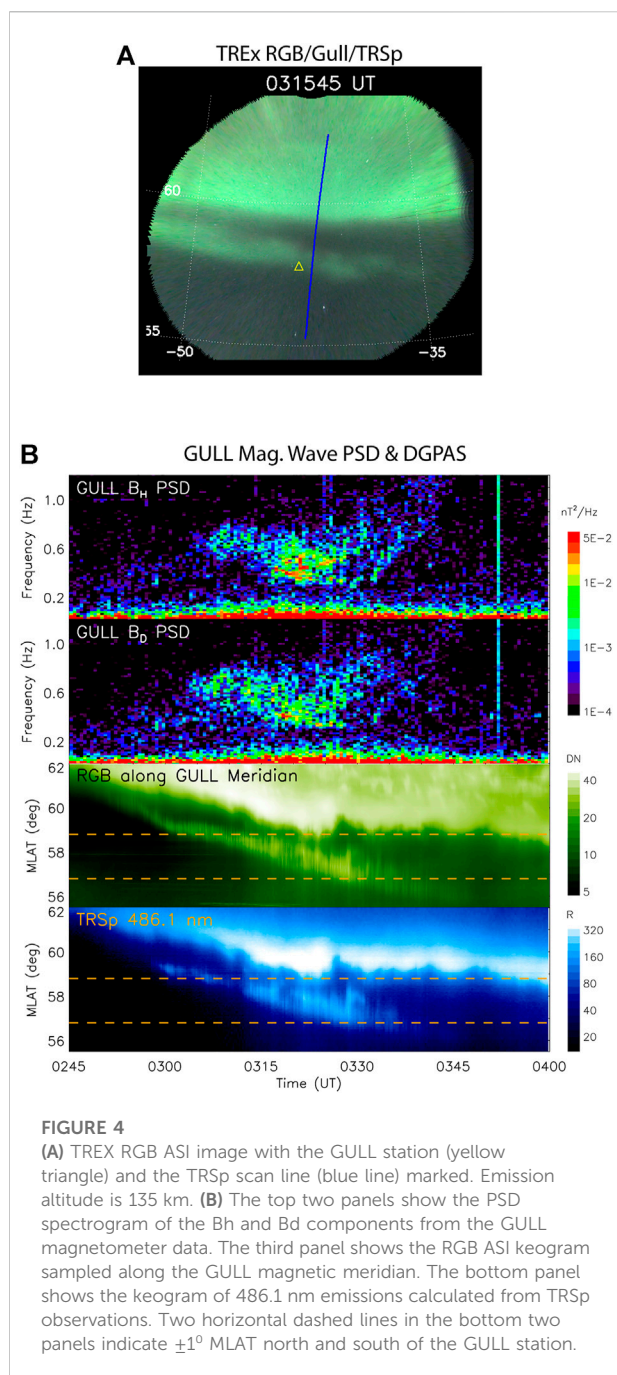 A
TREx RGB/Gull/TRSp
031545 UT
60
55
-50
-35
B
GULL Mag. Wave PSD & DGPAS
GULL B_H PSD
nT²/Hz
1.0
5E-2
Frequency (Hz)
0.6
1E-2
0.2
GULL B_D PSD
1.0
1E-3
Frequency (Hz)
0.6
0.2
1E-4
62
RGB along GULL Meridian
DN
MLAT (deg)
60
40
20
58
10
56
5
62
TRSp 486.1 nm
R
MLAT (deg)
60
320
160
58
80
40
56
20
0245 0300 0315 0330 0345 0400
Time (UT)
FIGURE 4
(A) TREX RGB ASI image with the GULL station (yellow
triangle) and the TRSp scan line (blue line) marked. Emission
altitude is 135 km. (B) The top two panels show the PSD
spectrogram of the Bh and Bd components from the GULL
magnetometer data. The third panel shows the RGB ASI keogram
sampled along the GULL magnetic meridian. The bottom panel
shows the keogram of 486.1 nm emissions calculated from TRSp
observations. Two horizontal dashed lines in the bottom two
panels indicate ±1⁰ MLAT north and south of the GULL station.